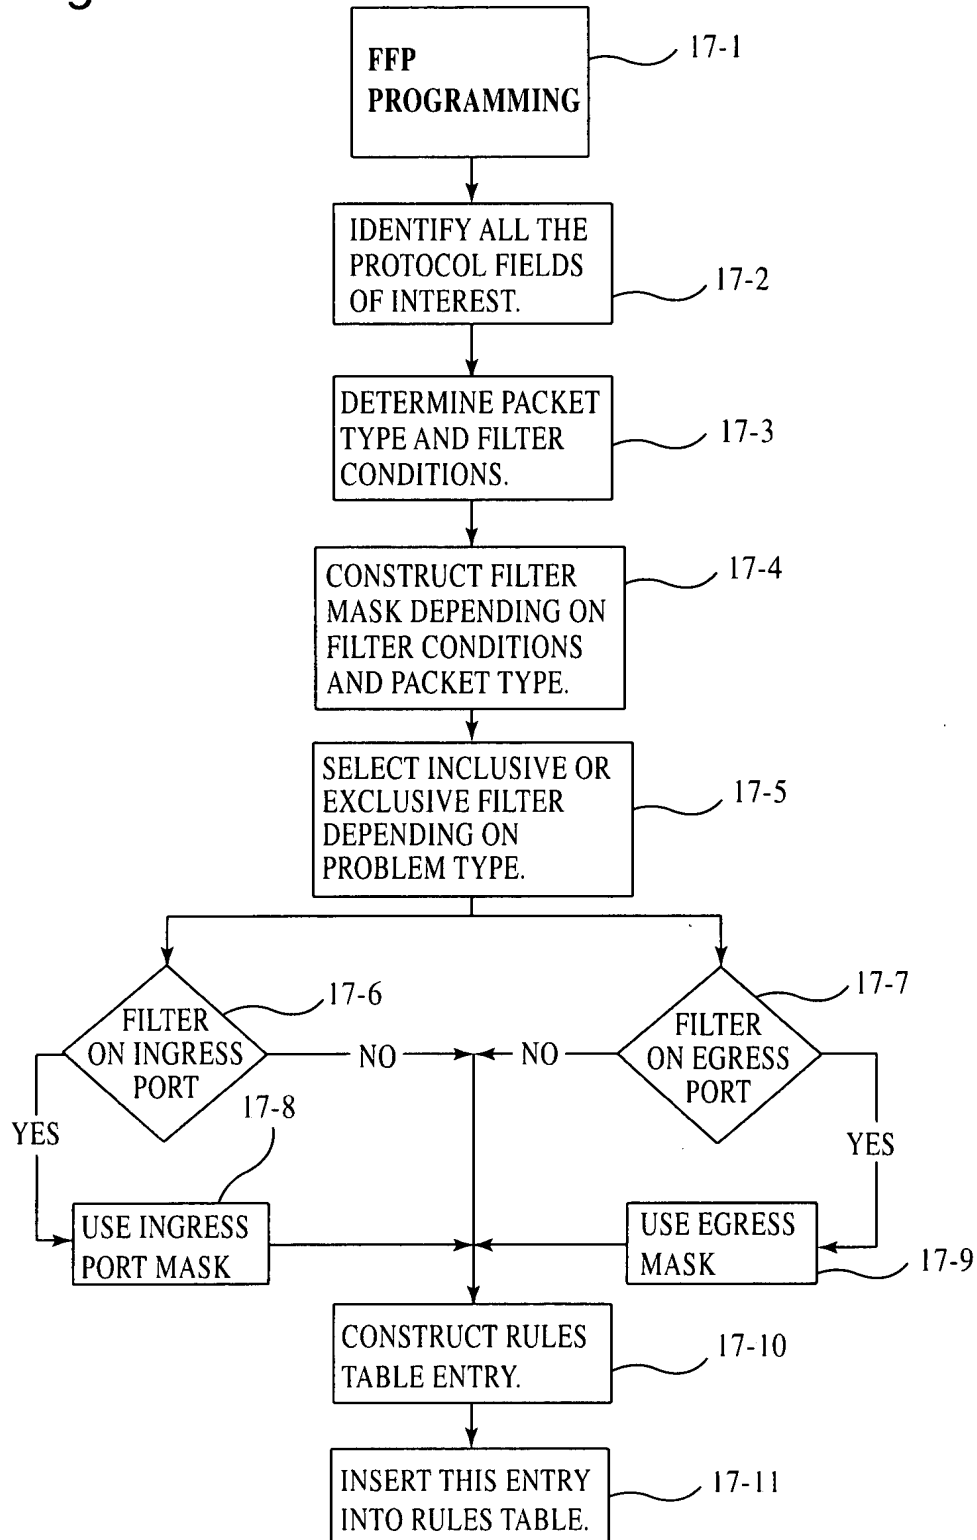 FFP
PROGRAMMING
17-1
IDENTIFY ALL THE
PROTOCOL FIELDS
OF INTEREST.
17-2
DETERMINE PACKET
TYPE AND FILTER
CONDITIONS.
17-3
CONSTRUCT FILTER
MASK DEPENDING ON
FILTER CONDITIONS
AND PACKET TYPE.
17-4
SELECT INCLUSIVE OR
EXCLUSIVE FILTER
DEPENDING ON
PROBLEM TYPE.
17-5
FILTER
ON INGRESS
PORT
17-6
NO
YES
FILTER
ON EGRESS
PORT
17-7
NO
YES
USE INGRESS
PORT MASK
17-8
USE EGRESS
MASK
17-9
CONSTRUCT RULES
TABLE ENTRY.
17-10
INSERT THIS ENTRY
INTO RULES TABLE.
17-11